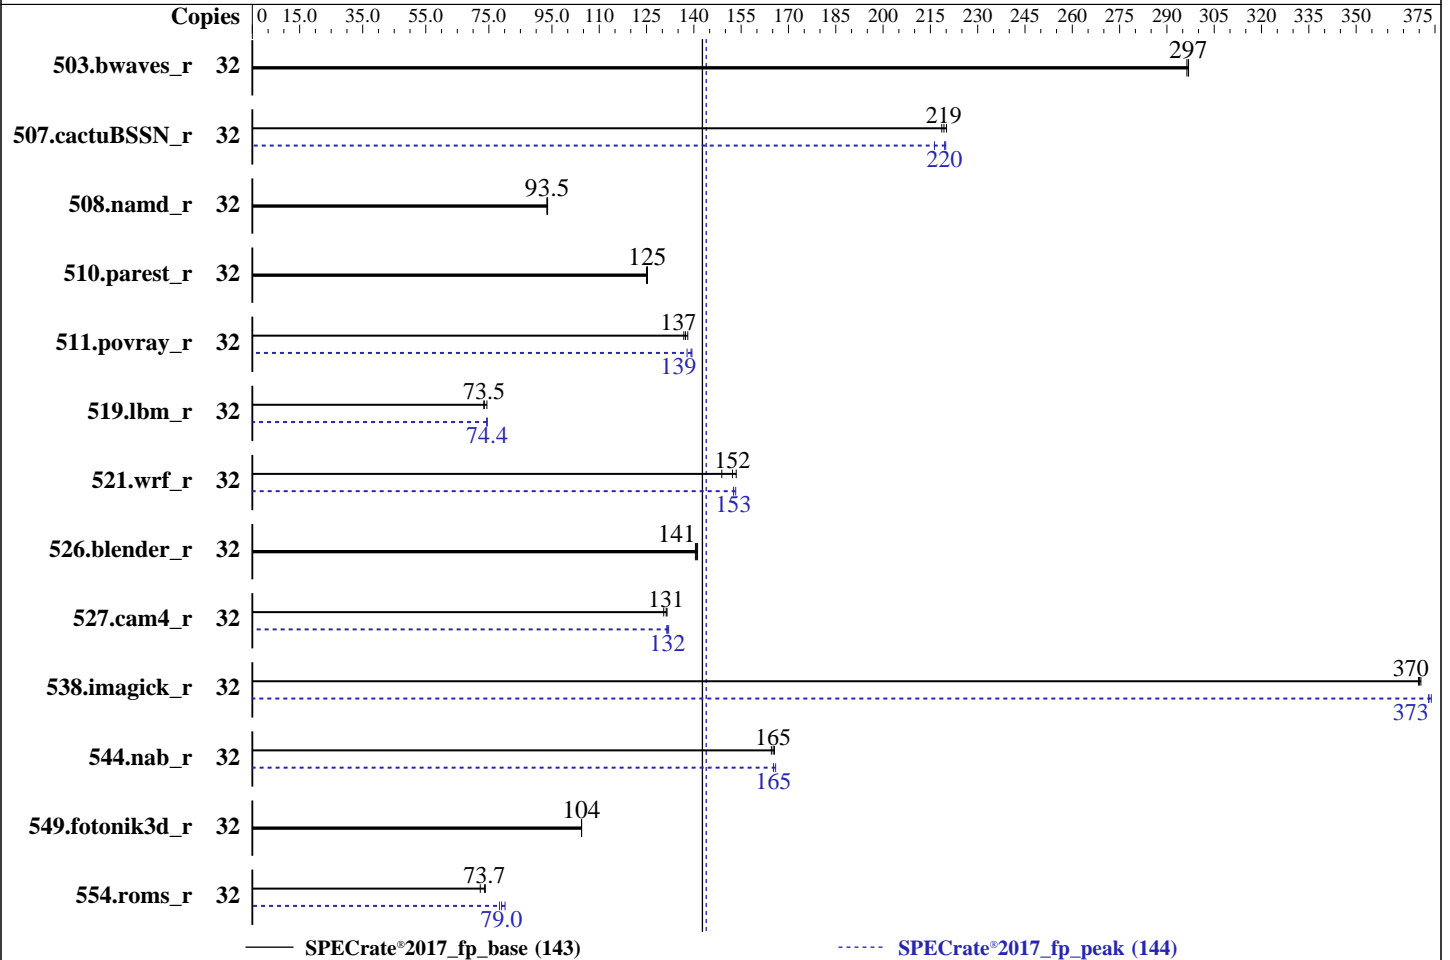 Copies 0 15.0 35.0 55.0 75.0 95.0 110 125 140 155 170 185 200 215 230 245 260 275 290 305 320 335 350 375
503.bwaves_r 32 297
507.cactuBSSN_r 32 219
220
508.namd_r 32 93.5
510.parest_r 32 125
511.povray_r 32 137
139
519.lbm_r 32 73.5
74.4
521.wrf_r 32 152
153
526.blender_r 32 141
527.cam4_r 32 131
132
538.imagick_r 32 370
373
544.nab_r 32 165
165
549.fotonik3d_r 32 104
554.roms_r 32 73.7
79.0
SPECrate®2017_fp_base (143) SPECrate®2017_fp_peak (144)